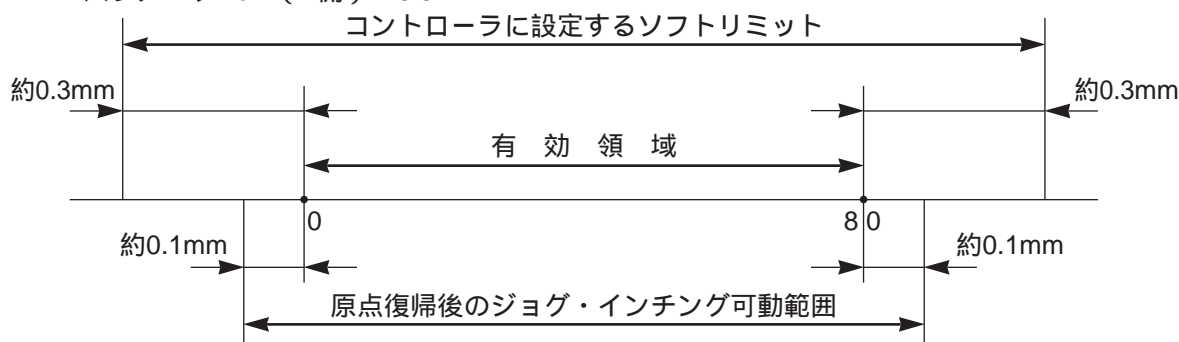 コントローラに設定するソフトリミット
約0.3mm
約0.3mm
有効領域
0
80
約0.1mm
約0.1mm
原点復帰後のジョグ・インチング可動範囲